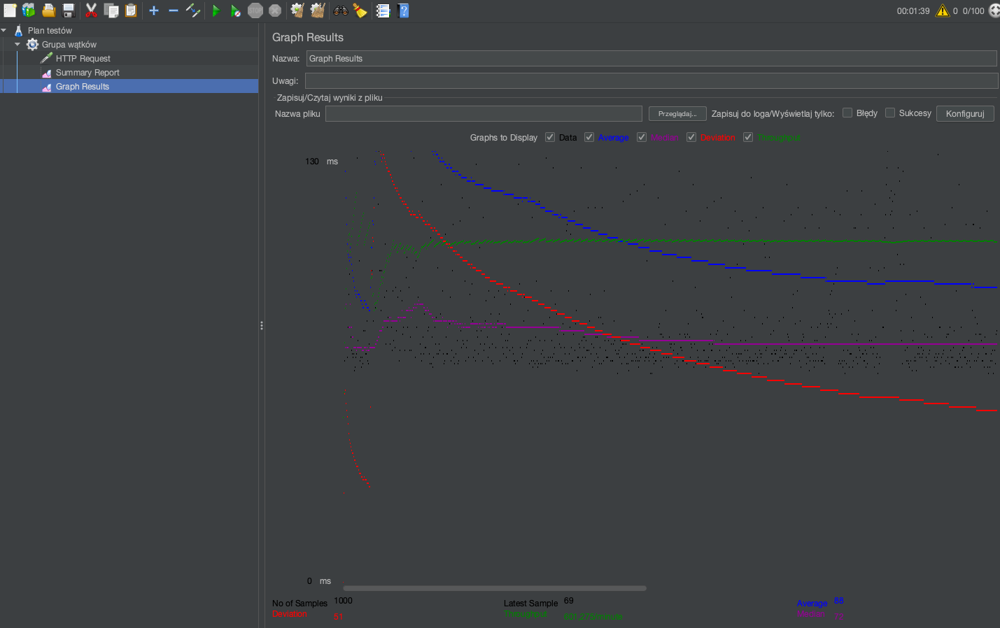 00:01:39 0 0/100
Plan testów
Grupa wątków
HTTP Request
Summary Report
Graph Results
Graph Results
Nazwa: Graph Results
Uwagi:
Zapisuj/Czytaj wyniki z pliku
Nazwa pliku Przeglądaj... Zapisuj do loga/Wyświetlaj tylko: Błędy Sukcesy Konfiguruj
Graphs to Display Data Average Median Deviation Throughput
130 ms
0 ms
No of Samples 1000 Latest Sample 69 Average 88
Deviation 51 Throughput 601,275/minute Median